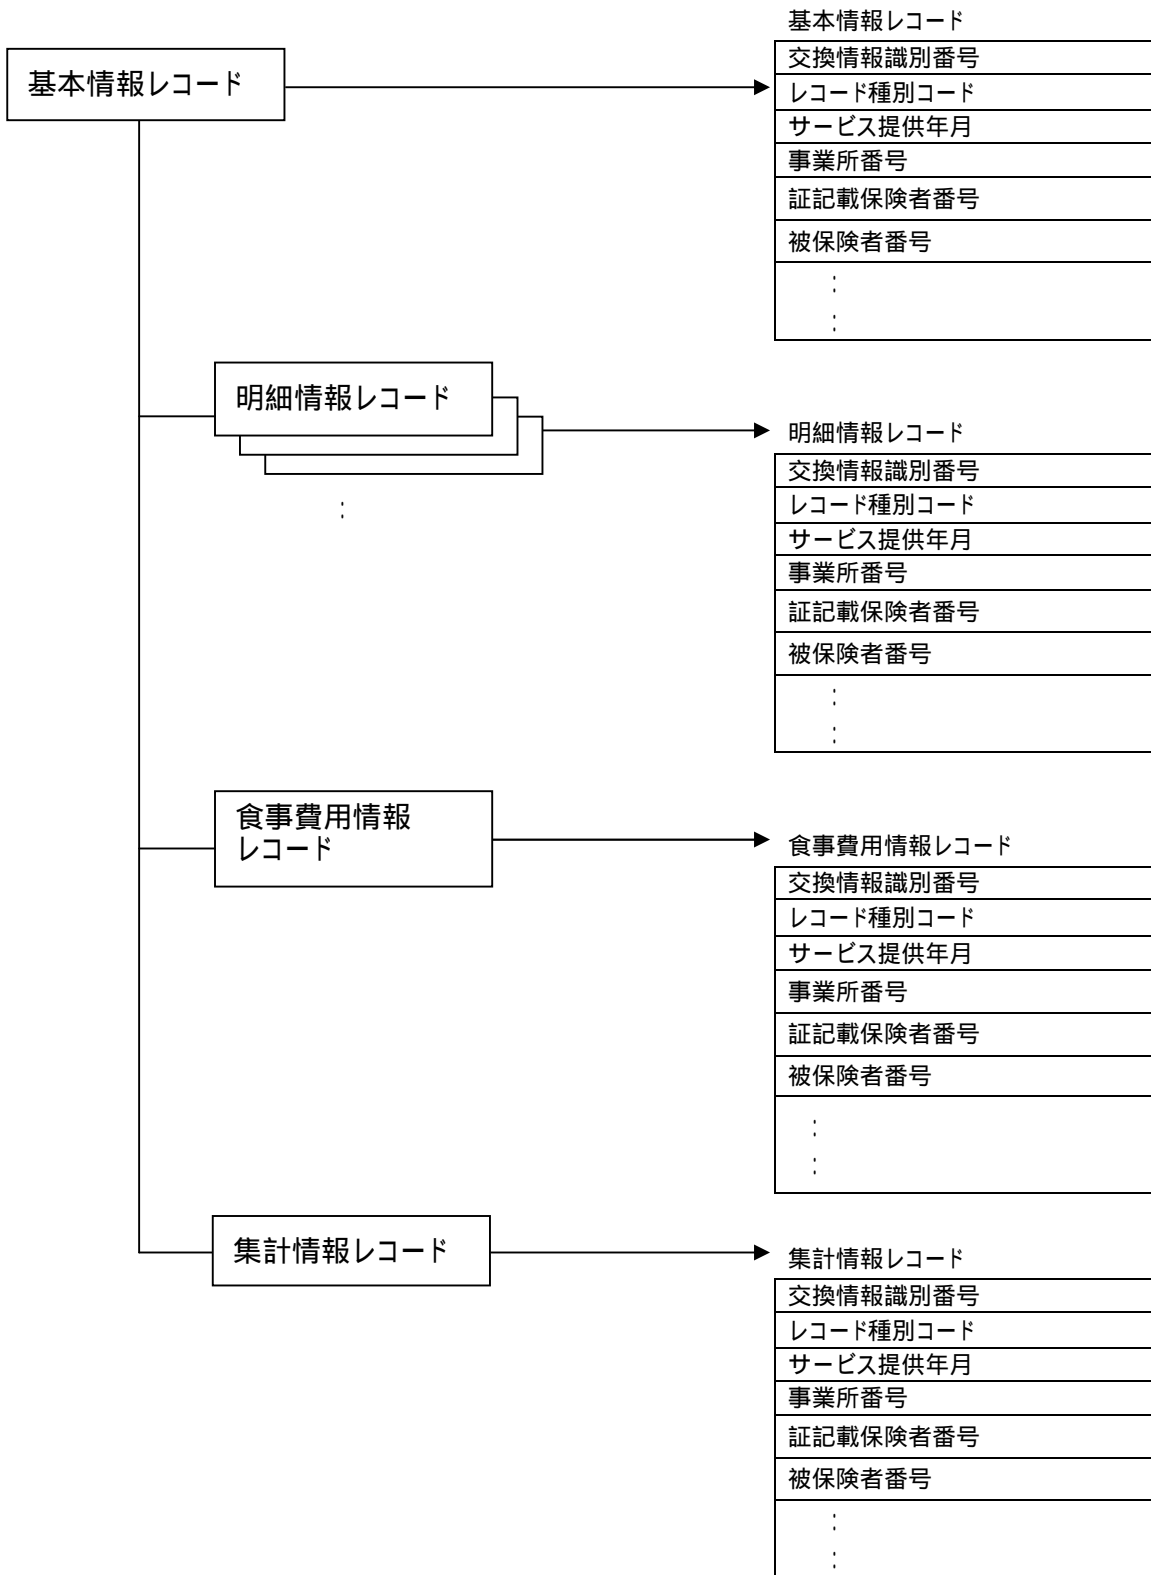 基本情報レコード
基本情報レコード
交換情報識別番号
レコード種別コード
サービス提供年月
事業所番号
証記載保険者番号
被保険者番号
:
:
明細情報レコード
:
明細情報レコード
交換情報識別番号
レコード種別コード
サービス提供年月
事業所番号
証記載保険者番号
被保険者番号
:
:
食事費用情報
レコード
食事費用情報レコード
交換情報識別番号
レコード種別コード
サービス提供年月
事業所番号
証記載保険者番号
被保険者番号
:
:
集計情報レコード
集計情報レコード
交換情報識別番号
レコード種別コード
サービス提供年月
事業所番号
証記載保険者番号
被保険者番号
:
: